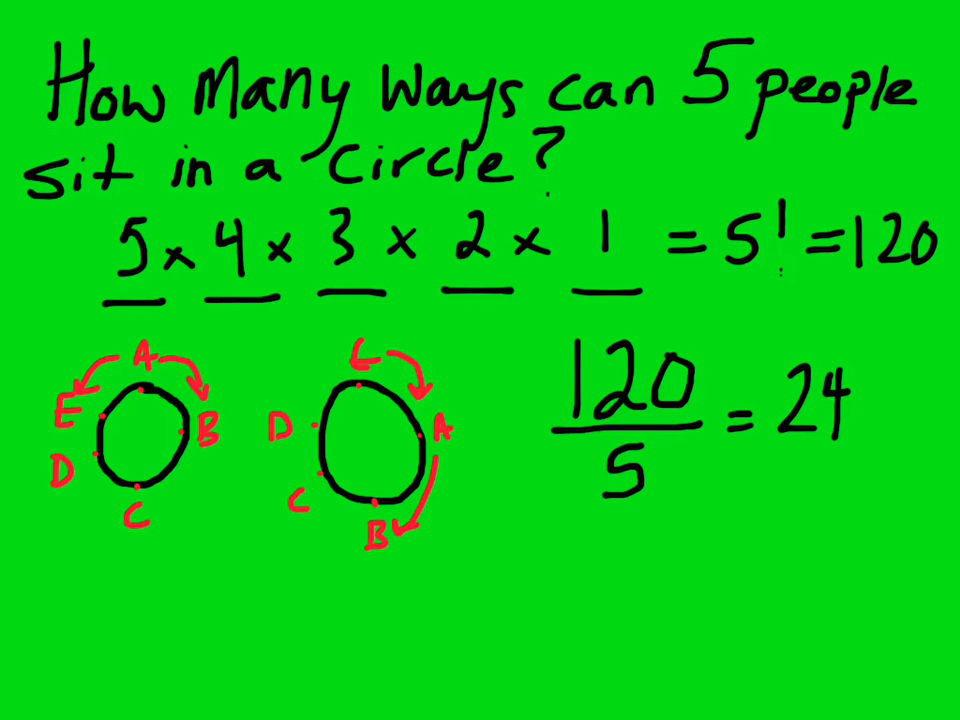 How Many Ways can 5 people
sit in a circle?
5 × 4 × 3 × 2 × 1 = 5! = 120
A
E
B
D
C
D
A
C
B
120
5
= 24